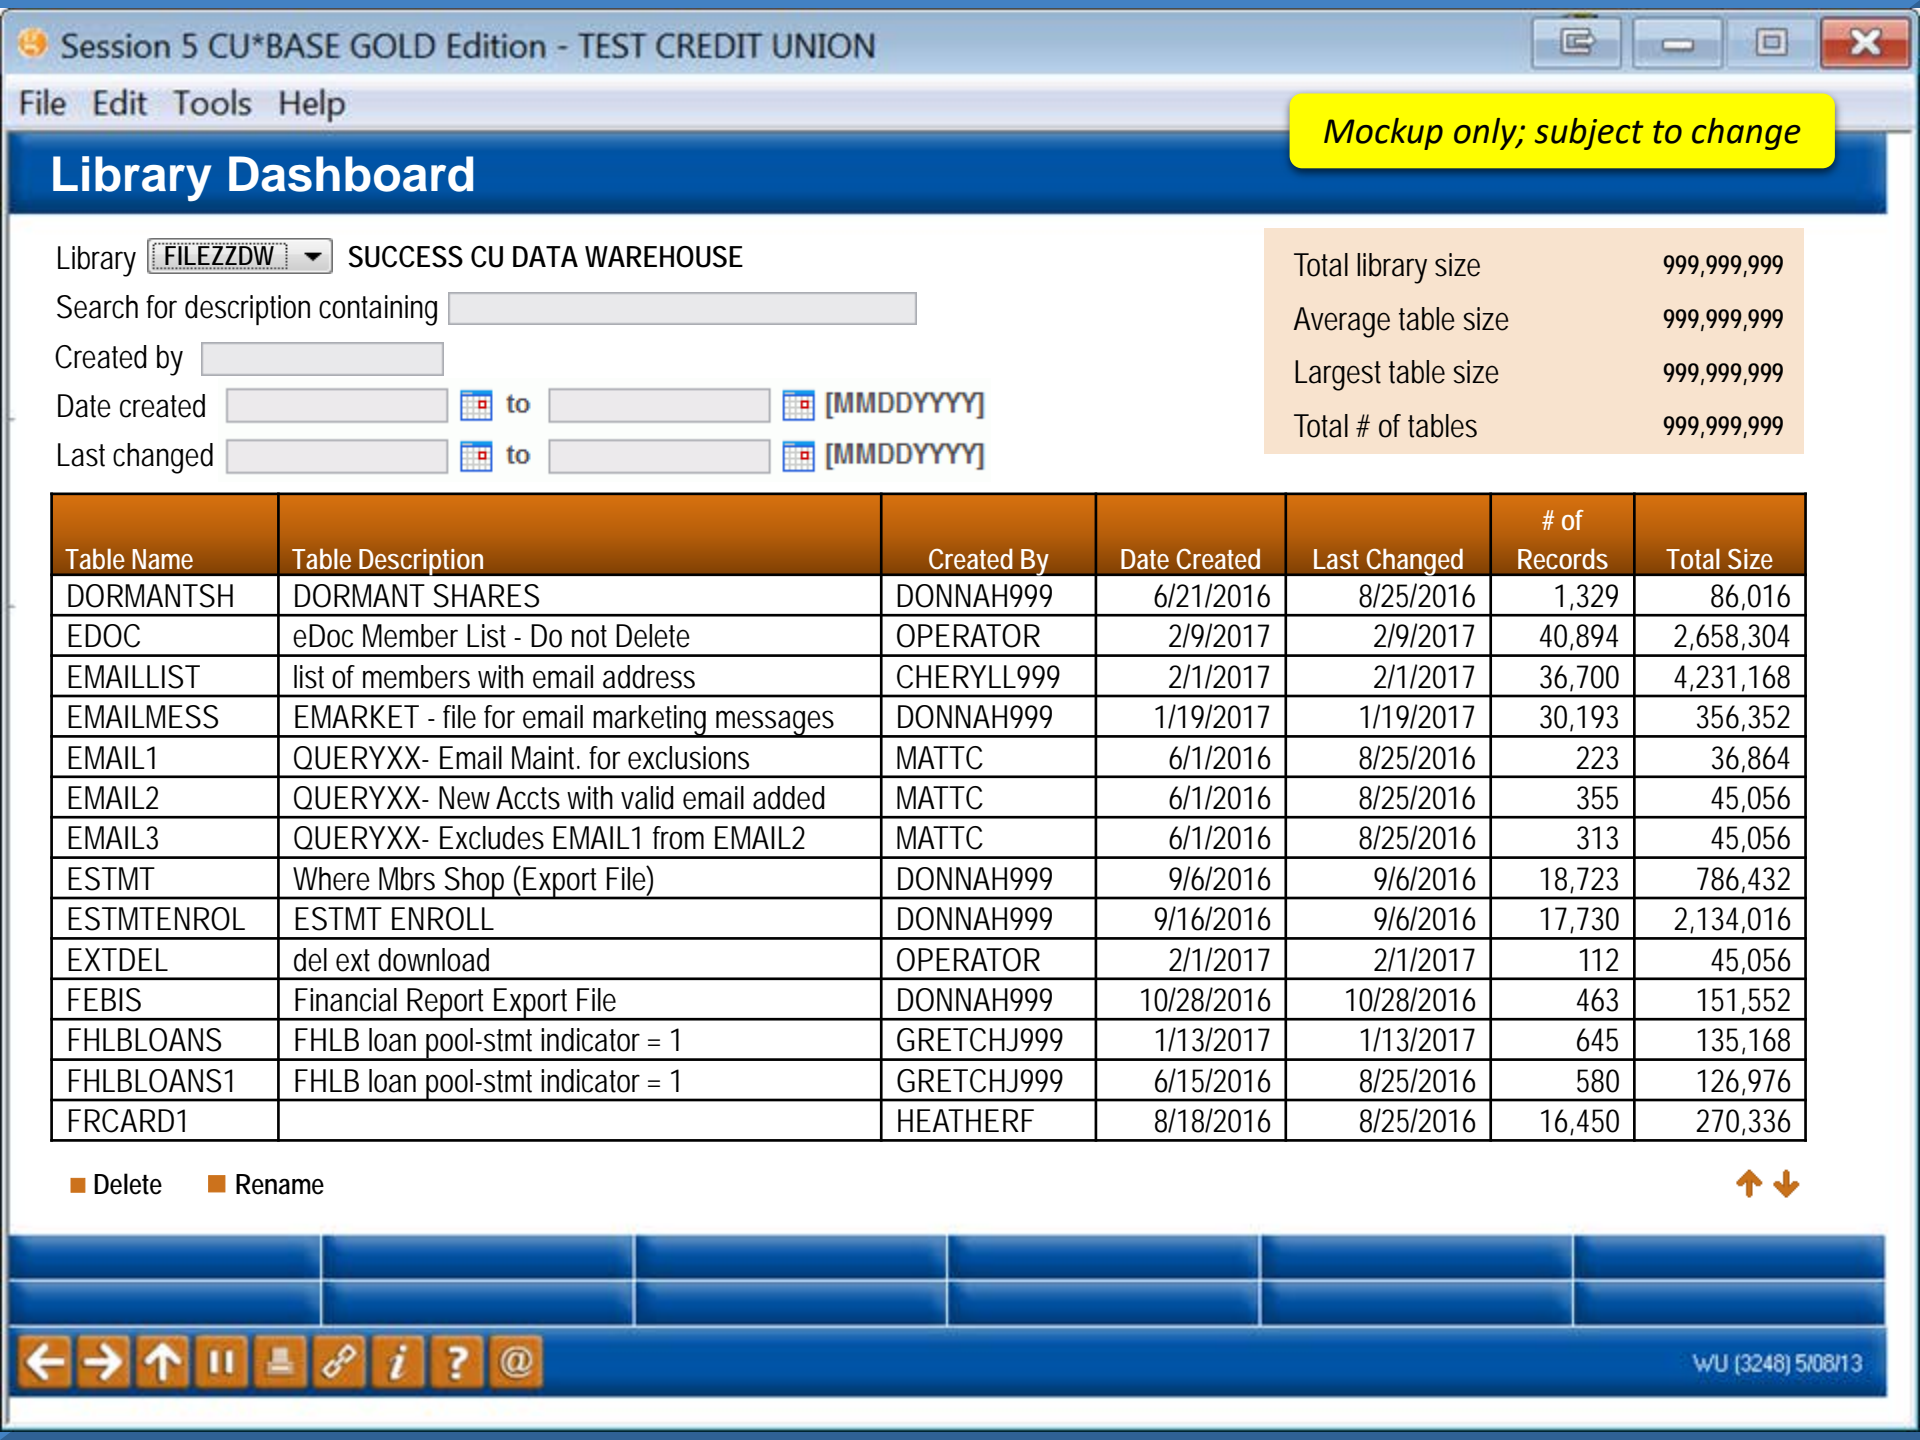 Session 5 CU*BASE GOLD Edition - TEST CREDIT UNION
File Edit Tools Help
Mockup only; subject to change
Library Dashboard
Library FILEZZDW SUCCESS CU DATA WAREHOUSE
Search for description containing
Created by
Date created to [MMDDYYYY]
Last changed to [MMDDYYYY]
Total library size 999,999,999
Average table size 999,999,999
Largest table size 999,999,999
Total # of tables 999,999,999
Table Name Table Description Created By Date Created Last Changed # of Records Total Size
DORMANTSH DORMANT SHARES DONNAH999 6/21/2016 8/25/2016 1,329 86,016
EDOC eDoc Member List - Do not Delete OPERATOR 2/9/2017 2/9/2017 40,894 2,658,304
EMAILLIST list of members with email address CHERYLL999 2/1/2017 2/1/2017 36,700 4,231,168
EMAILMESS EMARKET - file for email marketing messages DONNAH999 1/19/2017 1/19/2017 30,193 356,352
EMAIL1 QUERYXX- Email Maint. for exclusions MATTC 6/1/2016 8/25/2016 223 36,864
EMAIL2 QUERYXX- New Accts with valid email added MATTC 6/1/2016 8/25/2016 355 45,056
EMAIL3 QUERYXX- Excludes EMAIL1 from EMAIL2 MATTC 6/1/2016 8/25/2016 313 45,056
ESTMT Where Mbrs Shop (Export File) DONNAH999 9/6/2016 9/6/2016 18,723 786,432
ESTMTENROL ESTMT ENROLL DONNAH999 9/16/2016 9/6/2016 17,730 2,134,016
EXTDEL del ext download OPERATOR 2/1/2017 2/1/2017 112 45,056
FEBIS Financial Report Export File DONNAH999 10/28/2016 10/28/2016 463 151,552
FHLBLOANS FHLB loan pool-stmt indicator = 1 GRETCHJ999 1/13/2017 1/13/2017 645 135,168
FHLBLOANS1 FHLB loan pool-stmt indicator = 1 GRETCHJ999 6/15/2016 8/25/2016 580 126,976
FRCARD1 HEATHERF 8/18/2016 8/25/2016 16,450 270,336
Delete Rename
i ? @
WU (3248) 5/08/13